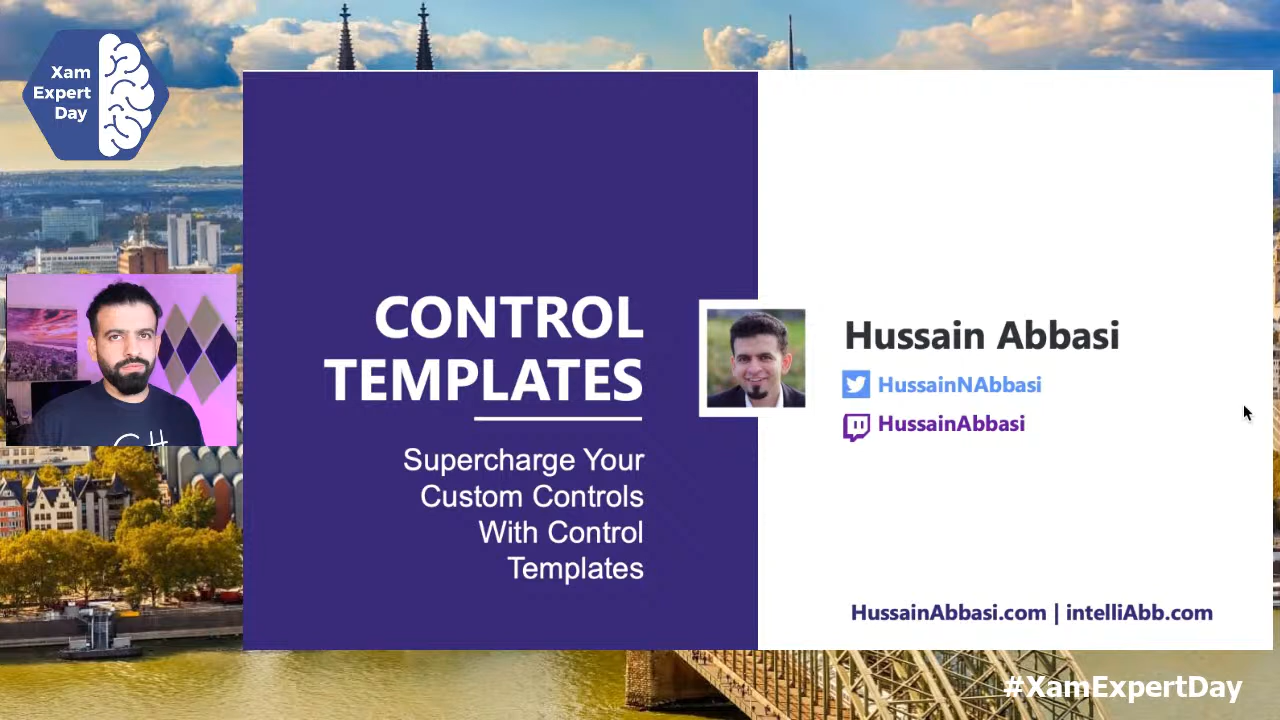 Xam
Expert
Day
CONTROL
TEMPLATES
Supercharge Your
Custom Controls
With Control
Templates
Hussain Abbasi
HussainNAbbasi
HussainAbbasi
HussainAbbasi.com | intelliAbb.com
#XamExpertDay